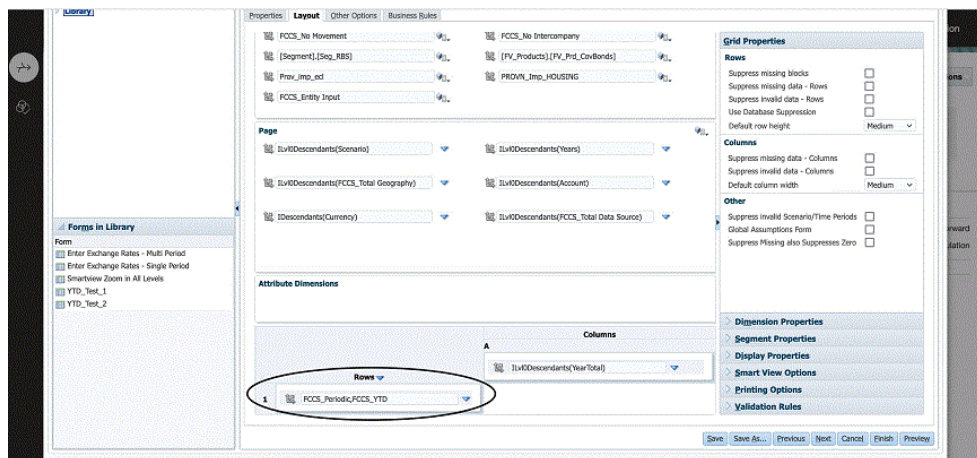 Library
Properties Layout Other Options Business Rules
FCCS_No Movement FCCS_No Intercompany
[Segment].[Seg_RBS] [FV_Products].[FV_Prd_CovBonds]
Prov_imp_ecl PROVN_Imp_HOUSING
FCCS_Entity Input
Page
ILvl0Descendants(Scenario) ILvl0Descendants(Years)
ILvl0Descendants(FCCS_Total Geography) ILvl0Descendants(Account)
IDescendants(Currency) ILvl0Descendants(FCCS_Total Data Source)
Attribute Dimensions
Columns
A
ILvl0Descendants(YearTotal)
Rows
1 FCCS_Periodic,FCCS_YTD
Grid Properties
Rows
Suppress missing blocks
Suppress missing data - Rows
Suppress invalid data - Rows
Use Database Suppression
Default row height Medium
Columns
Suppress missing data - Columns
Suppress invalid data - Columns
Default column width Medium
Other
Suppress invalid Scenario/Time Periods
Global Assumptions Form
Suppress Missing also Suppresses Zero
Dimension Properties
Segment Properties
Display Properties
Smart View Options
Printing Options
Validation Rules
Forms in Library
Form
Enter Exchange Rates - Multi Period
Enter Exchange Rates - Single Period
Smartview Zoom in All Levels
YTD_Test_1
YTD_Test_2
Save Save As... Previous Next Cancel Finish Preview
ion
ons
rward
ulation